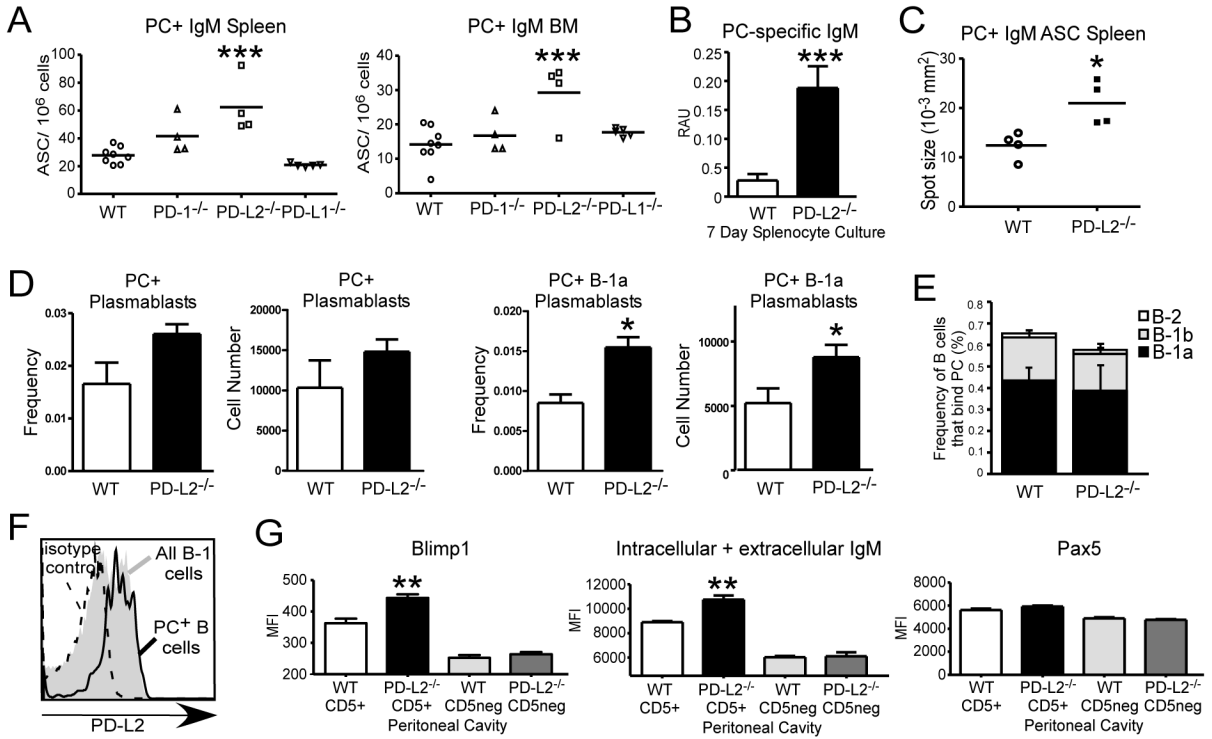 A
PC+ IgM Spleen
ASC/ 10⁶ cells
100
80
60
40
20
0
***
WT
PD-1⁻/⁻
PD-L2⁻/⁻
PD-L1⁻/⁻
PC+ IgM BM
ASC/ 10⁶ cells
40
30
20
10
0
***
WT
PD-1⁻/⁻
PD-L2⁻/⁻
PD-L1⁻/⁻
B
PC-specific IgM
RAU
0.25
0.20
0.15
0.10
0.5
0
***
WT
PD-L2⁻/⁻
7 Day Splenocyte Culture
C
PC+ IgM ASC Spleen
Spot size (10⁻³ mm²)
30
20
10
0
*
WT
PD-L2⁻/⁻
D
PC+
Plasmablasts
Frequency
0.03
0.02
0.01
0.00
WT
PD-L2⁻/⁻
PC+
Plasmablasts
Cell Number
20000
15000
10000
5000
0
WT
PD-L2⁻/⁻
PC+ B-1a
Plasmablasts
Frequency
0.020
0.015
0.010
0.005
0.000
*
WT
PD-L2⁻/⁻
PC+ B-1a
Plasmablasts
Cell Number
10000
5000
0
*
WT
PD-L2⁻/⁻
E
Frequency of B cells
that bind PC (%)
0.8
0.7
0.6
0.5
0.4
0.3
0.2
0.1
0
WT
PD-L2⁻/⁻
B-2
B-1b
B-1a
F
isotype
control
All B-1
cells
PC⁺ B
cells
PD-L2
G
Blimp1
MFI
500
400
300
200
**
WT
CD5+
PD-L2⁻/⁻
CD5+
WT
CD5neg
PD-L2⁻/⁻
CD5neg
Peritoneal Cavity
Intracellular + extracellular IgM
MFI
12000
10000
8000
6000
**
WT
CD5+
PD-L2⁻/⁻
CD5+
WT
CD5neg
PD-L2⁻/⁻
CD5neg
Peritoneal Cavity
Pax5
MFI
8000
6000
4000
2000
0
WT
CD5+
PD-L2⁻/⁻
CD5+
WT
CD5neg
PD-L2⁻/⁻
CD5neg
Peritoneal Cavity